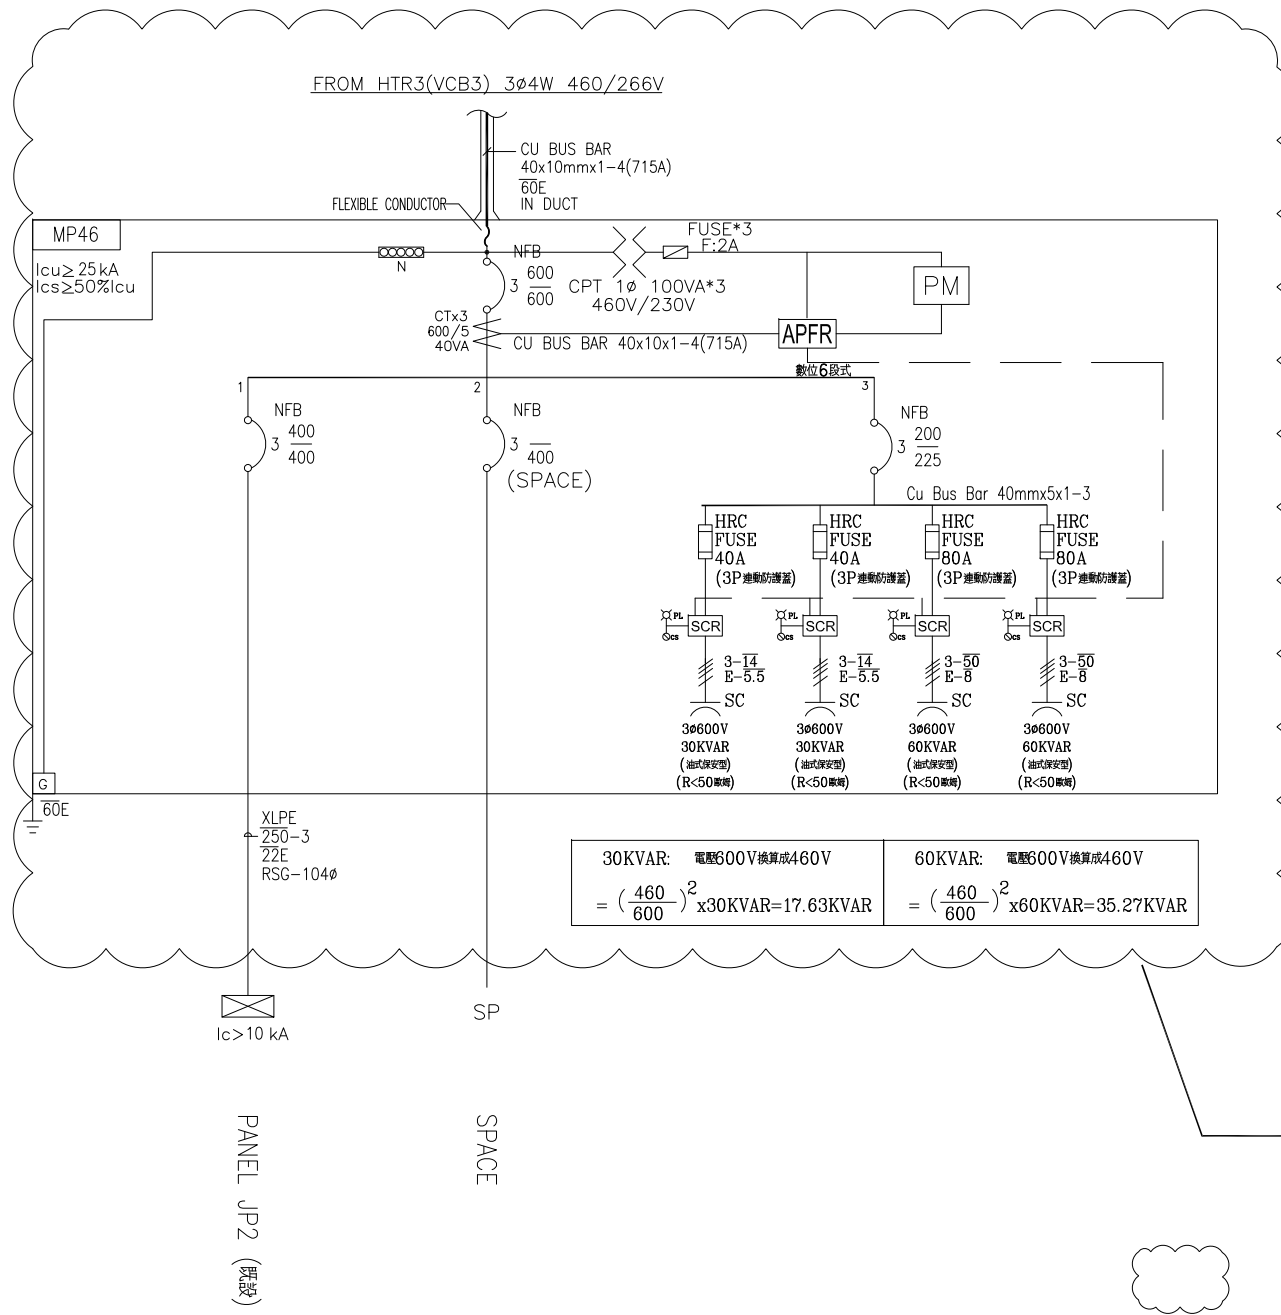 FROM HTR3(VCB3) 3ø4W 460/266V
CU BUS BAR
40x10mmx1-4(715A)
60E
IN DUCT
FLEXIBLE CONDUCTOR
MP46
Icu≥25kA
Ics≥50%Icu
N
NFB
3 600
600
FUSE*3
F:2A
CPT 1ø 100VA*3
460V/230V
PM
CTx3
600/5
40VA
CU BUS BAR 40x10x1-4(715A)
APFR
數位6段式
1
2
3
NFB
3 400
400
NFB
3
400
(SPACE)
NFB
3 200
225
Cu Bus Bar 40mmx5x1-3
HRC
FUSE
40A
(3P連動防護蓋)
HRC
FUSE
40A
(3P連動防護蓋)
HRC
FUSE
80A
(3P連動防護蓋)
HRC
FUSE
80A
(3P連動防護蓋)
PL
CS
SCR
PL
CS
SCR
PL
CS
SCR
PL
CS
SCR
3-14
E-5.5
SC
3-14
E-5.5
SC
3-50
E-8
SC
3-50
E-8
SC
3ø600V
30KVAR
(油式保安型)
(R<50歐姆)
3ø600V
30KVAR
(油式保安型)
(R<50歐姆)
3ø600V
60KVAR
(油式保安型)
(R<50歐姆)
3ø600V
60KVAR
(油式保安型)
(R<50歐姆)
G
60E
XLPE
250-3
22E
RSG-104ø
30KVAR: 電壓600V換算成460V
=(460/600)²x30KVAR=17.63KVAR
60KVAR: 電壓600V換算成460V
=(460/600)²x60KVAR=35.27KVAR
Ic>10 kA
SP
PANEL JP2 (既設)
SPACE